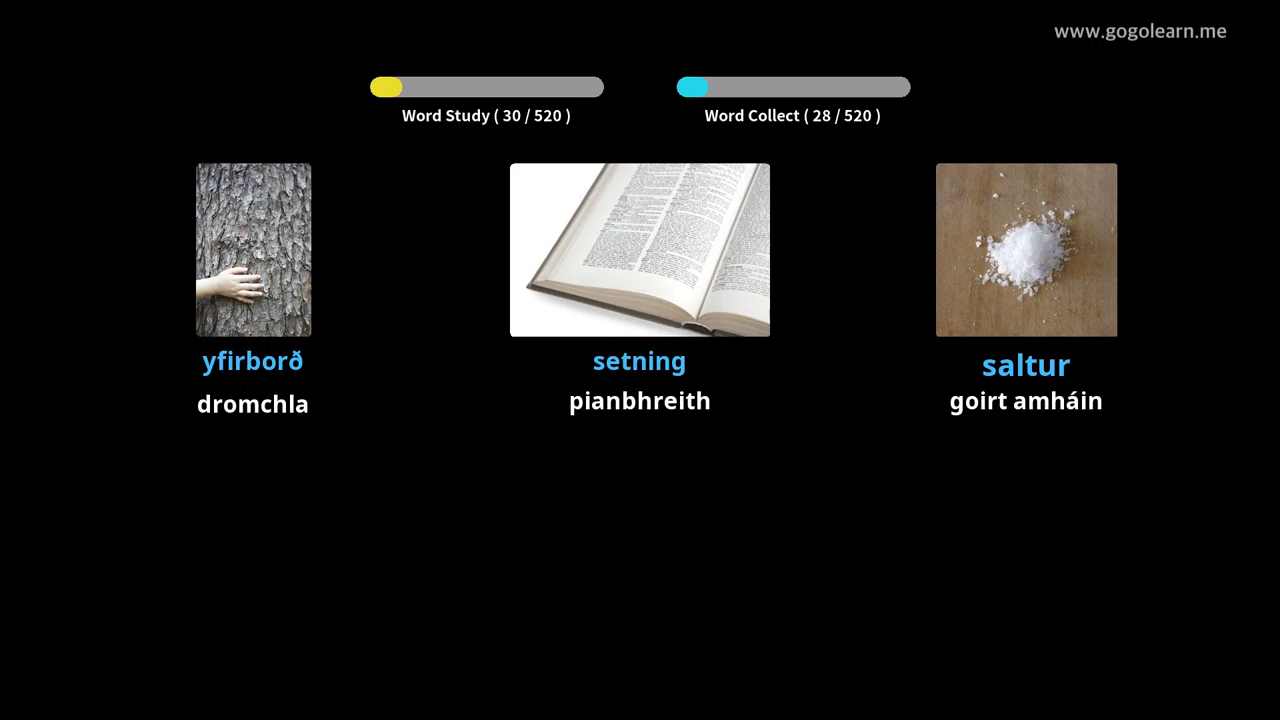 www.gogolearn.me
Word Study ( 30 / 520 )
Word Collect ( 28 / 520 )
yfirborð
dromchla
setning
pianbhreith
saltur
goirt amháin